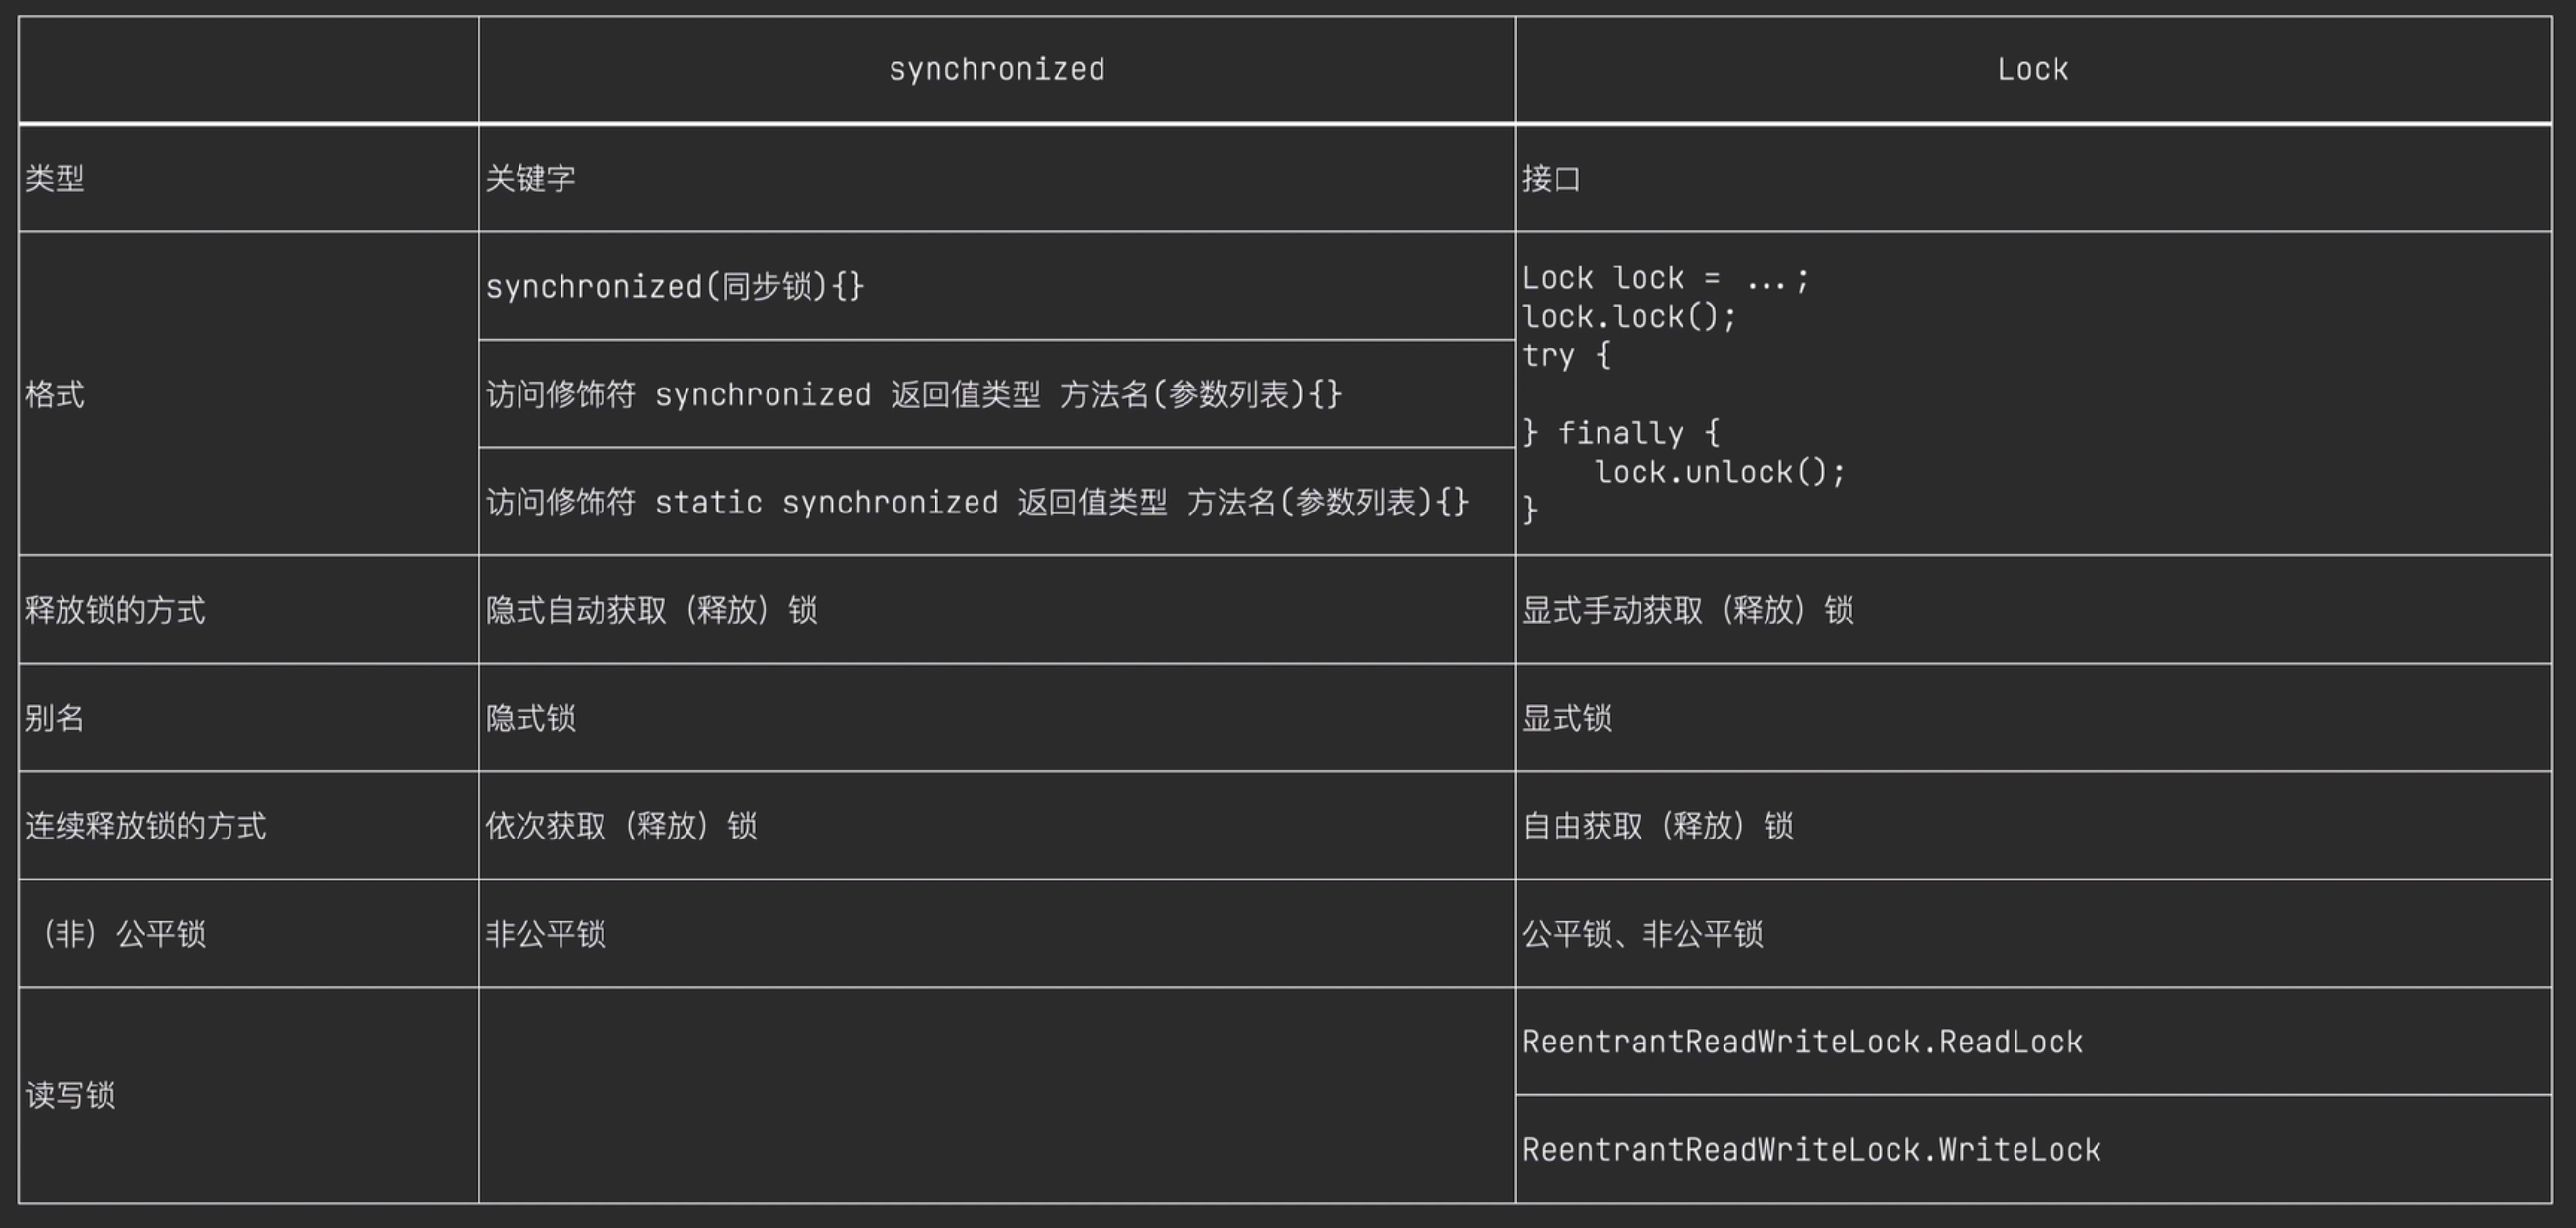 synchronized
Lock
类型
关键字
接口
格式
synchronized(同步锁){}
访问修饰符 synchronized 返回值类型 方法名(参数列表){}
访问修饰符 static synchronized 返回值类型 方法名(参数列表){}
Lock lock = ...;
lock.lock();
try {
} finally {
lock.unlock();
}
释放锁的方式
隐式自动获取（释放）锁
显式手动获取（释放）锁
别名
隐式锁
显式锁
连续释放锁的方式
依次获取（释放）锁
自由获取（释放）锁
（非）公平锁
非公平锁
公平锁、非公平锁
读写锁
ReentrantReadWriteLock.ReadLock
ReentrantReadWriteLock.WriteLock